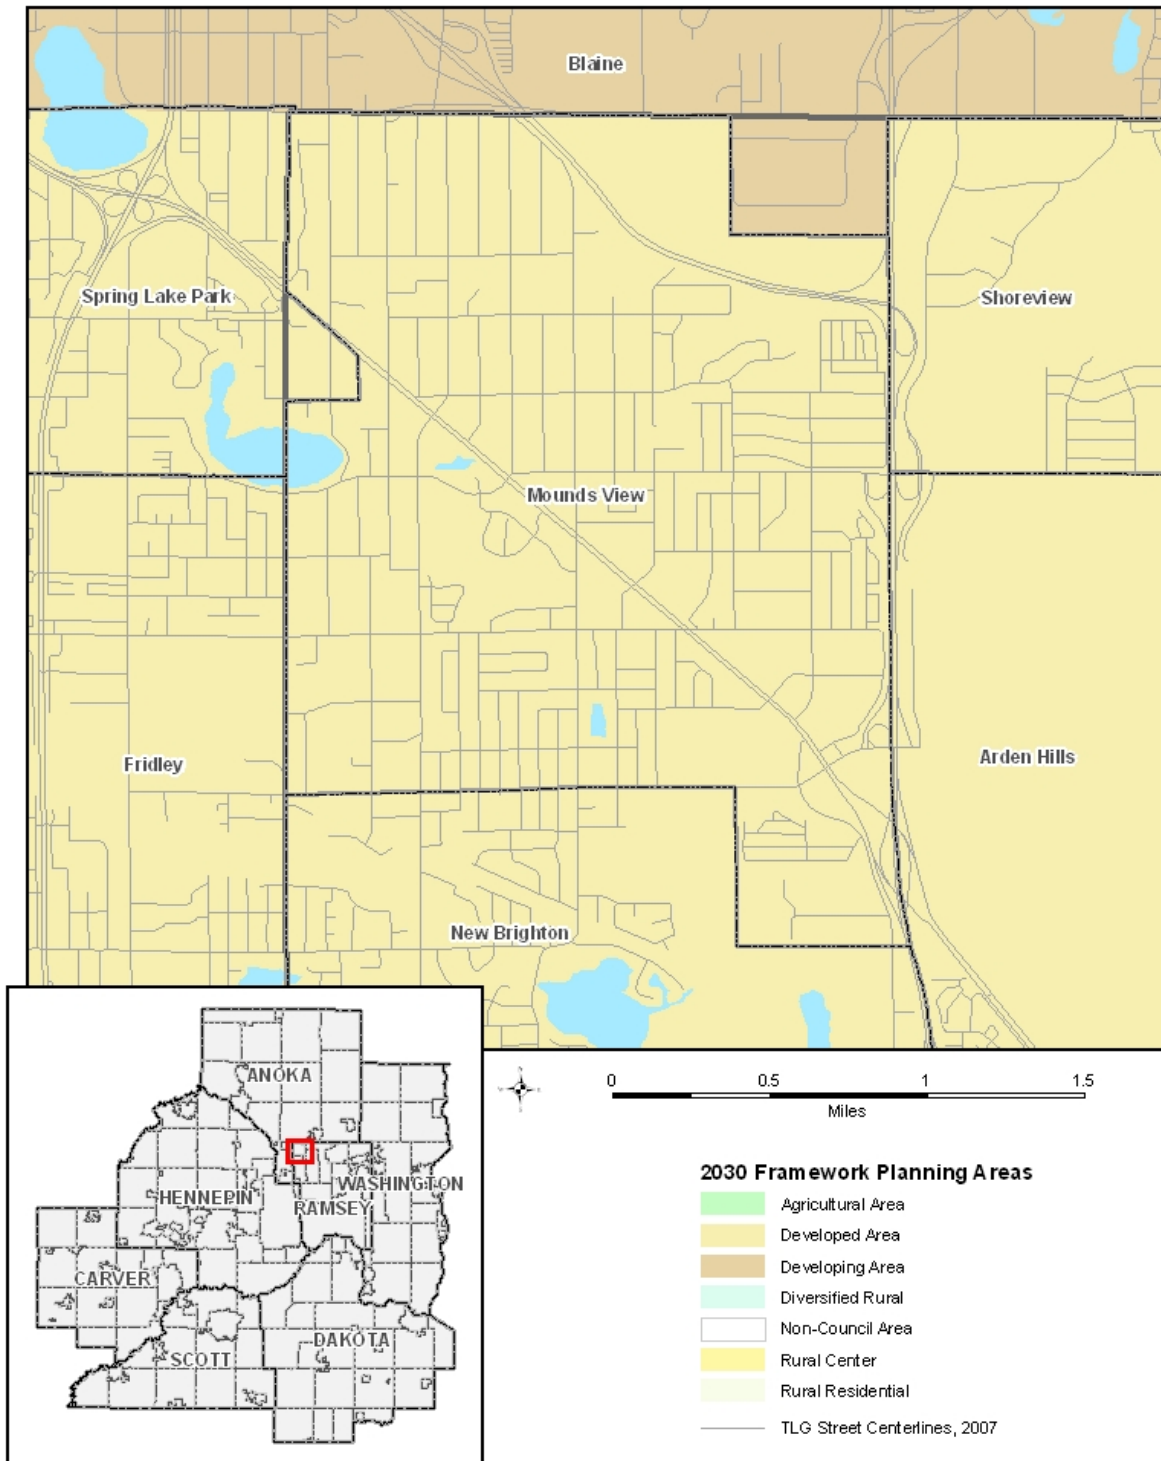 Blaine
Spring Lake Park
Shoreview
Mounds View
Fridley
Arden Hills
New Brighton
ANOKA
WASHINGTON
HENNEPIN
RAMSEY
CARVER
DAKOTA
SCOTT
0 0.5 1 1.5
Miles
2030 Framework Planning Areas
Agricultural Area
Developed Area
Developing Area
Diversified Rural
Non-Council Area
Rural Center
Rural Residential
TLG Street Centerlines, 2007